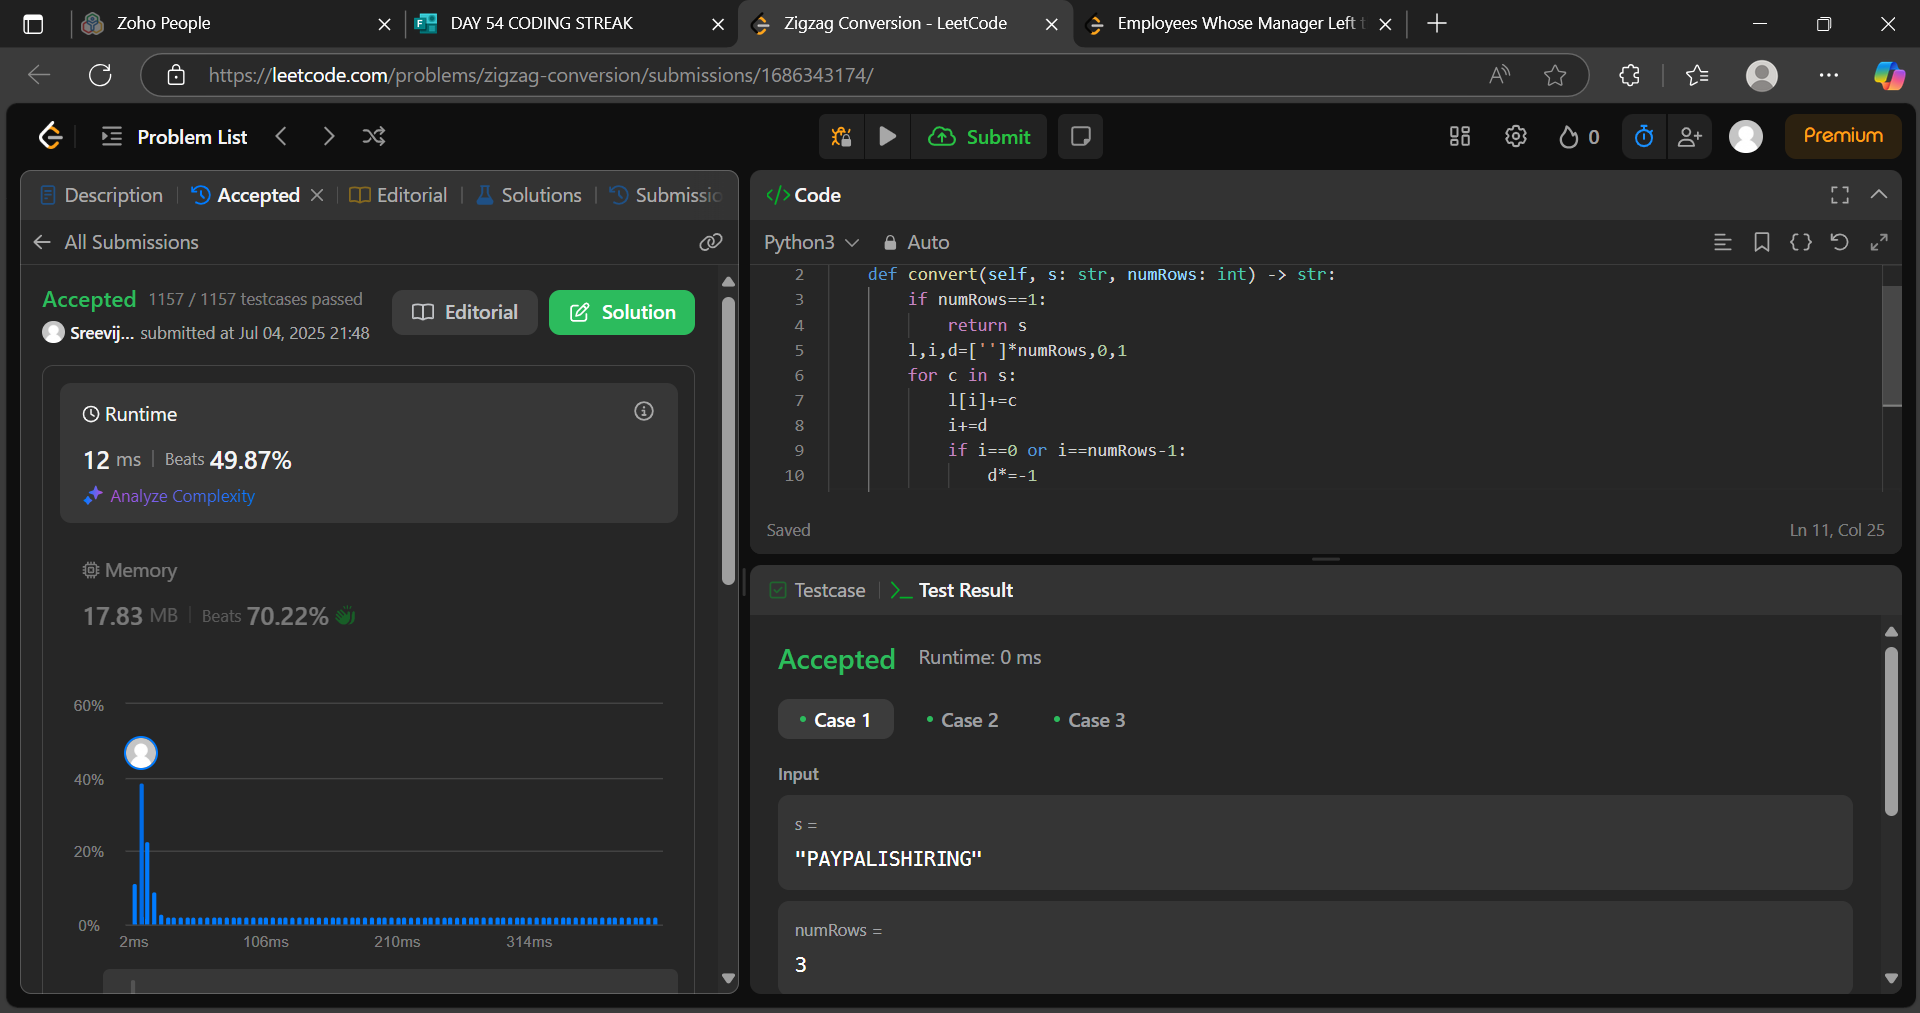 Zoho People
DAY 54 CODING STREAK
Zigzag Conversion - LeetCode
Employees Whose Manager Left t
https://leetcode.com/problems/zigzag-conversion/submissions/1686343174/
Problem List
Submit
0
Premium
Description
Accepted
Editorial
Solutions
Submissio
All Submissions
Accepted 1157 / 1157 testcases passed
Sreevij... submitted at Jul 04, 2025 21:48
Editorial
Solution
Runtime
12 ms Beats 49.87%
Analyze Complexity
Memory
17.83 MB Beats 70.22%
60%
40%
20%
0%
2ms 106ms 210ms 314ms
</> Code
Python3
Auto
2 def convert(self, s: str, numRows: int) -> str:
3 if numRows==1:
4 return s
5 l,i,d=['']*numRows,0,1
6 for c in s:
7 l[i]+=c
8 i+=d
9 if i==0 or i==numRows-1:
10 d*=-1
Saved
Ln 11, Col 25
Testcase
Test Result
Accepted Runtime: 0 ms
Case 1
Case 2
Case 3
Input
s =
"PAYPALISHIRING"
numRows =
3